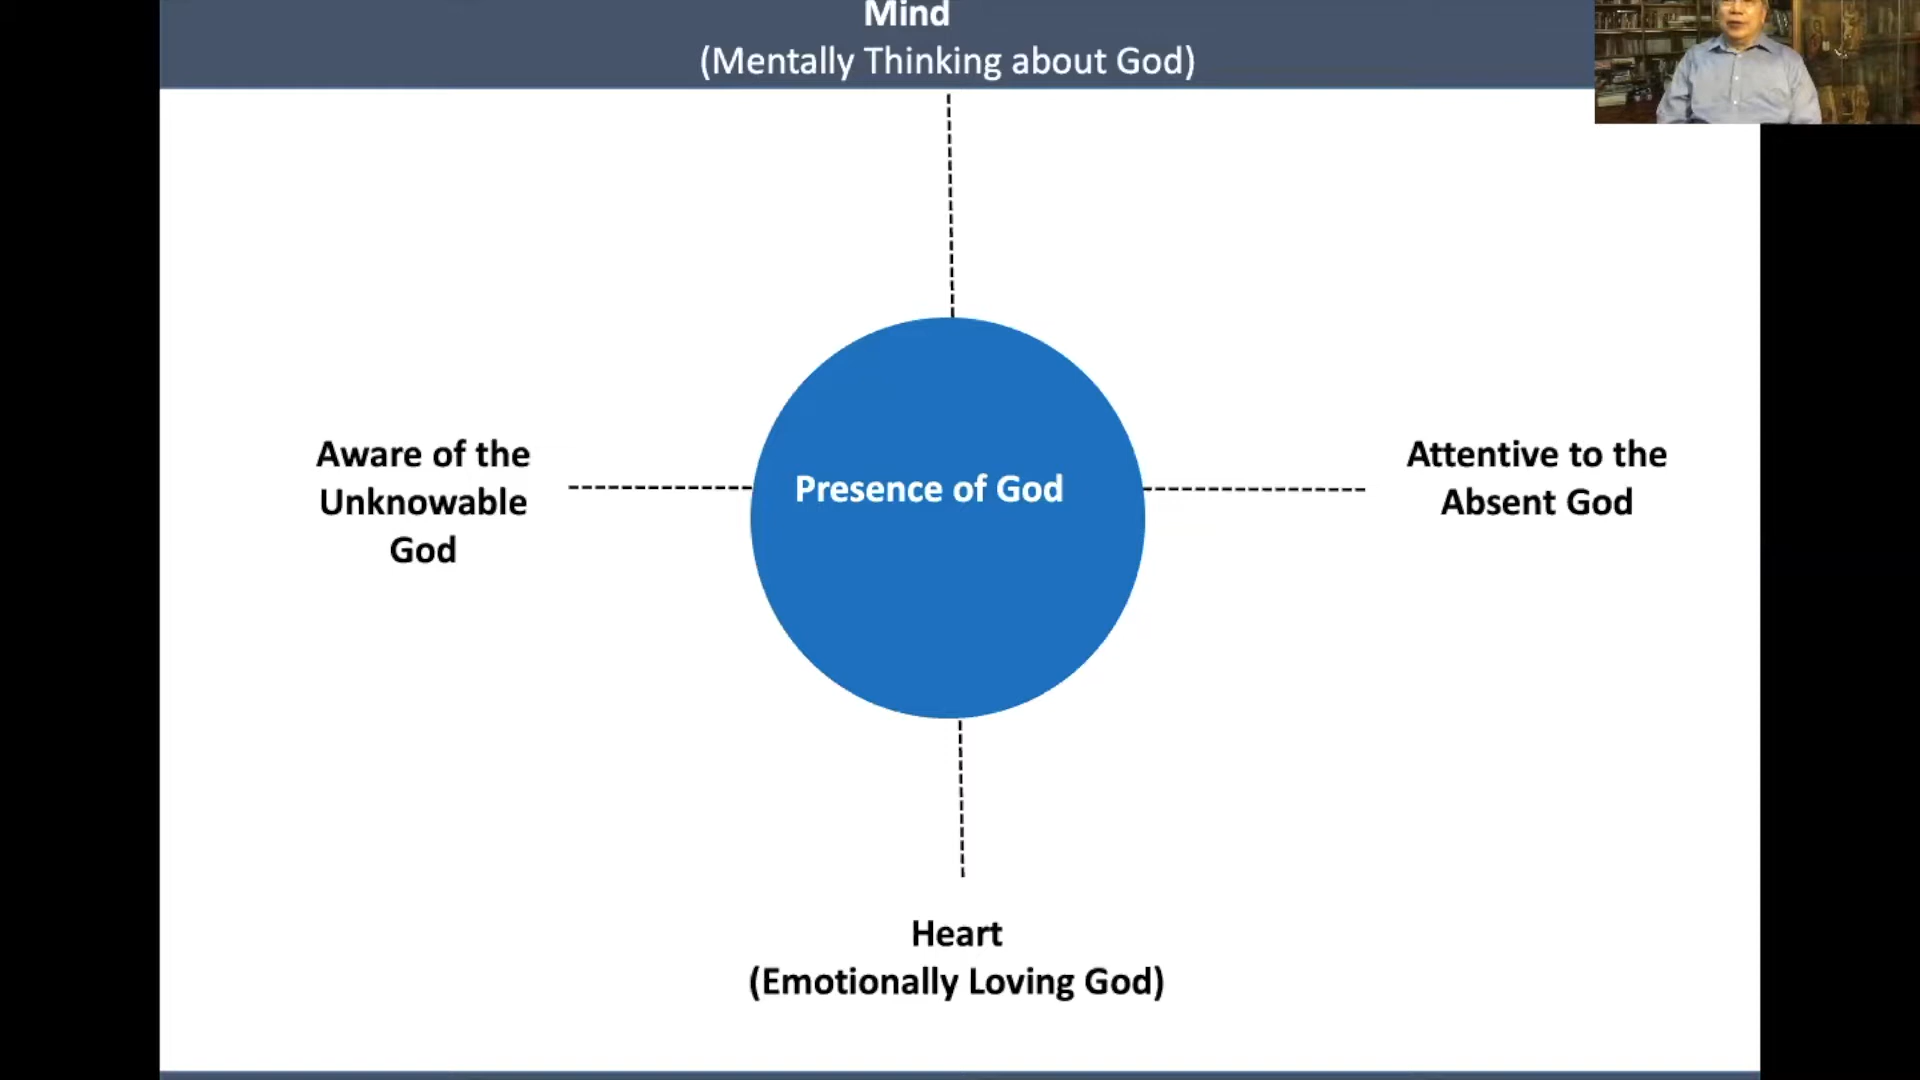 Mind
(Mentally Thinking about God)
Aware of the
Unknowable
God
Presence of God
Attentive to the
Absent God
Heart
(Emotionally Loving God)